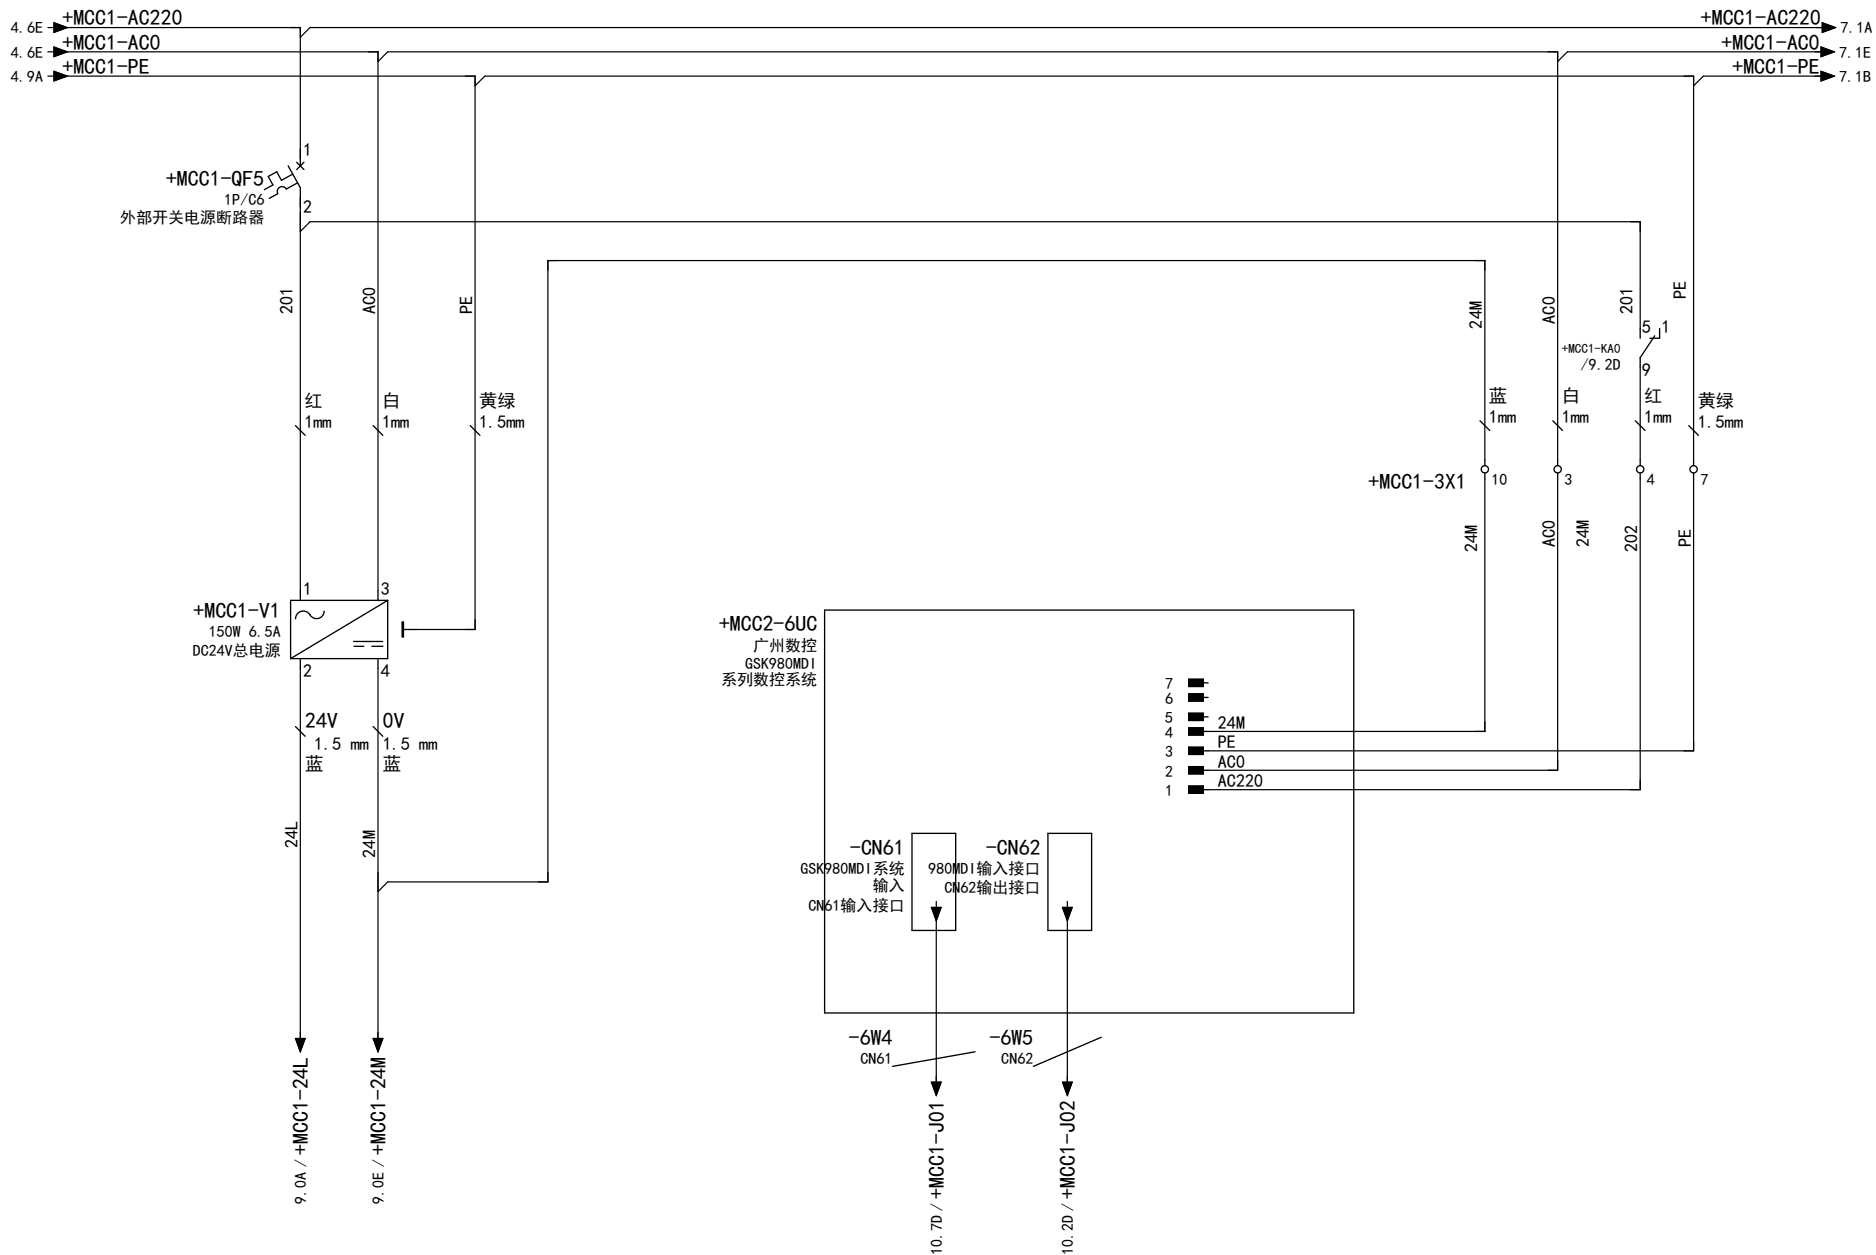 4.6E
+MCC1-AC220
+MCC1-AC220
7.1A
4.6E
+MCC1-AC0
+MCC1-AC0
7.1E
4.9A
+MCC1-PE
+MCC1-PE
7.1B
1
+MCC1-QF5
1P/C6
外部开关电源断路器
2
201
AC0
PE
24M
AC0
201
PE
5
1
+MCC1-KA0
/9.2D
9
红
1mm
白
1mm
黄绿
1.5mm
蓝
1mm
白
1mm
红
1mm
黄绿
1.5mm
+MCC1-3X1
10
3
4
7
24M
AC0
24M
202
PE
1
3
+MCC1-V1
150W 6.5A
DC24V总电源
2
4
24V
1.5 mm
蓝
0V
1.5 mm
蓝
24L
24M
+MCC2-6UC
广州数控
GSK980MDI
系列数控系统
7
6
5
4
24M
3
PE
2
AC0
1
AC220
-CN61
GSK980MDI系统
输入
CN61输入接口
-CN62
980MDI输入接口
CN62输出接口
-6W4
CN61
-6W5
CN62
9.0A / +MCC1-24L
9.0E / +MCC1-24M
10.7D / +MCC1-J01
10.2D / +MCC1-J02